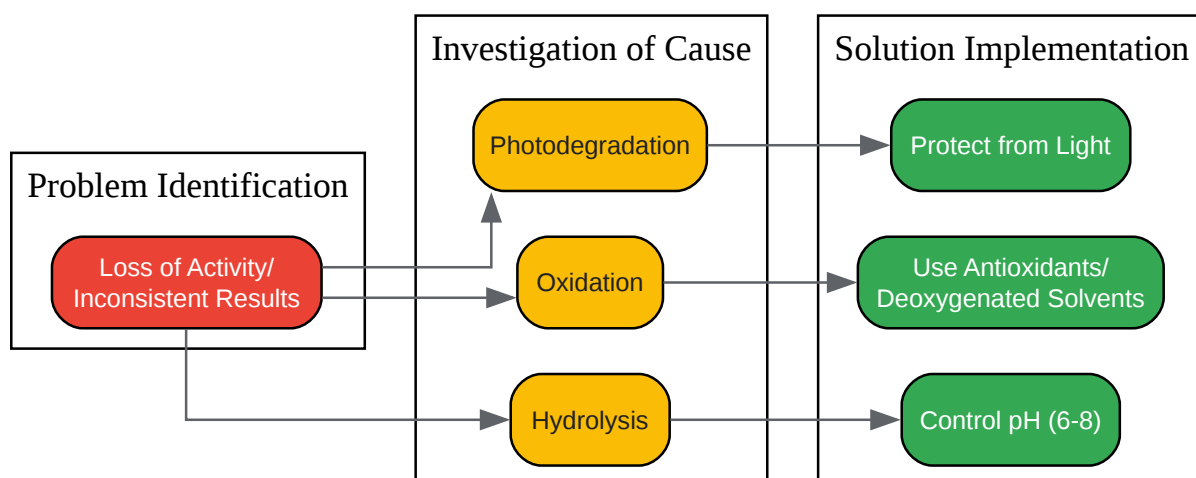 Problem Identification
Loss of Activity/
Inconsistent Results
Investigation of Cause
Photodegradation
Oxidation
Hydrolysis
Solution Implementation
Protect from Light
Use Antioxidants/
Deoxygenated Solvents
Control pH (6-8)